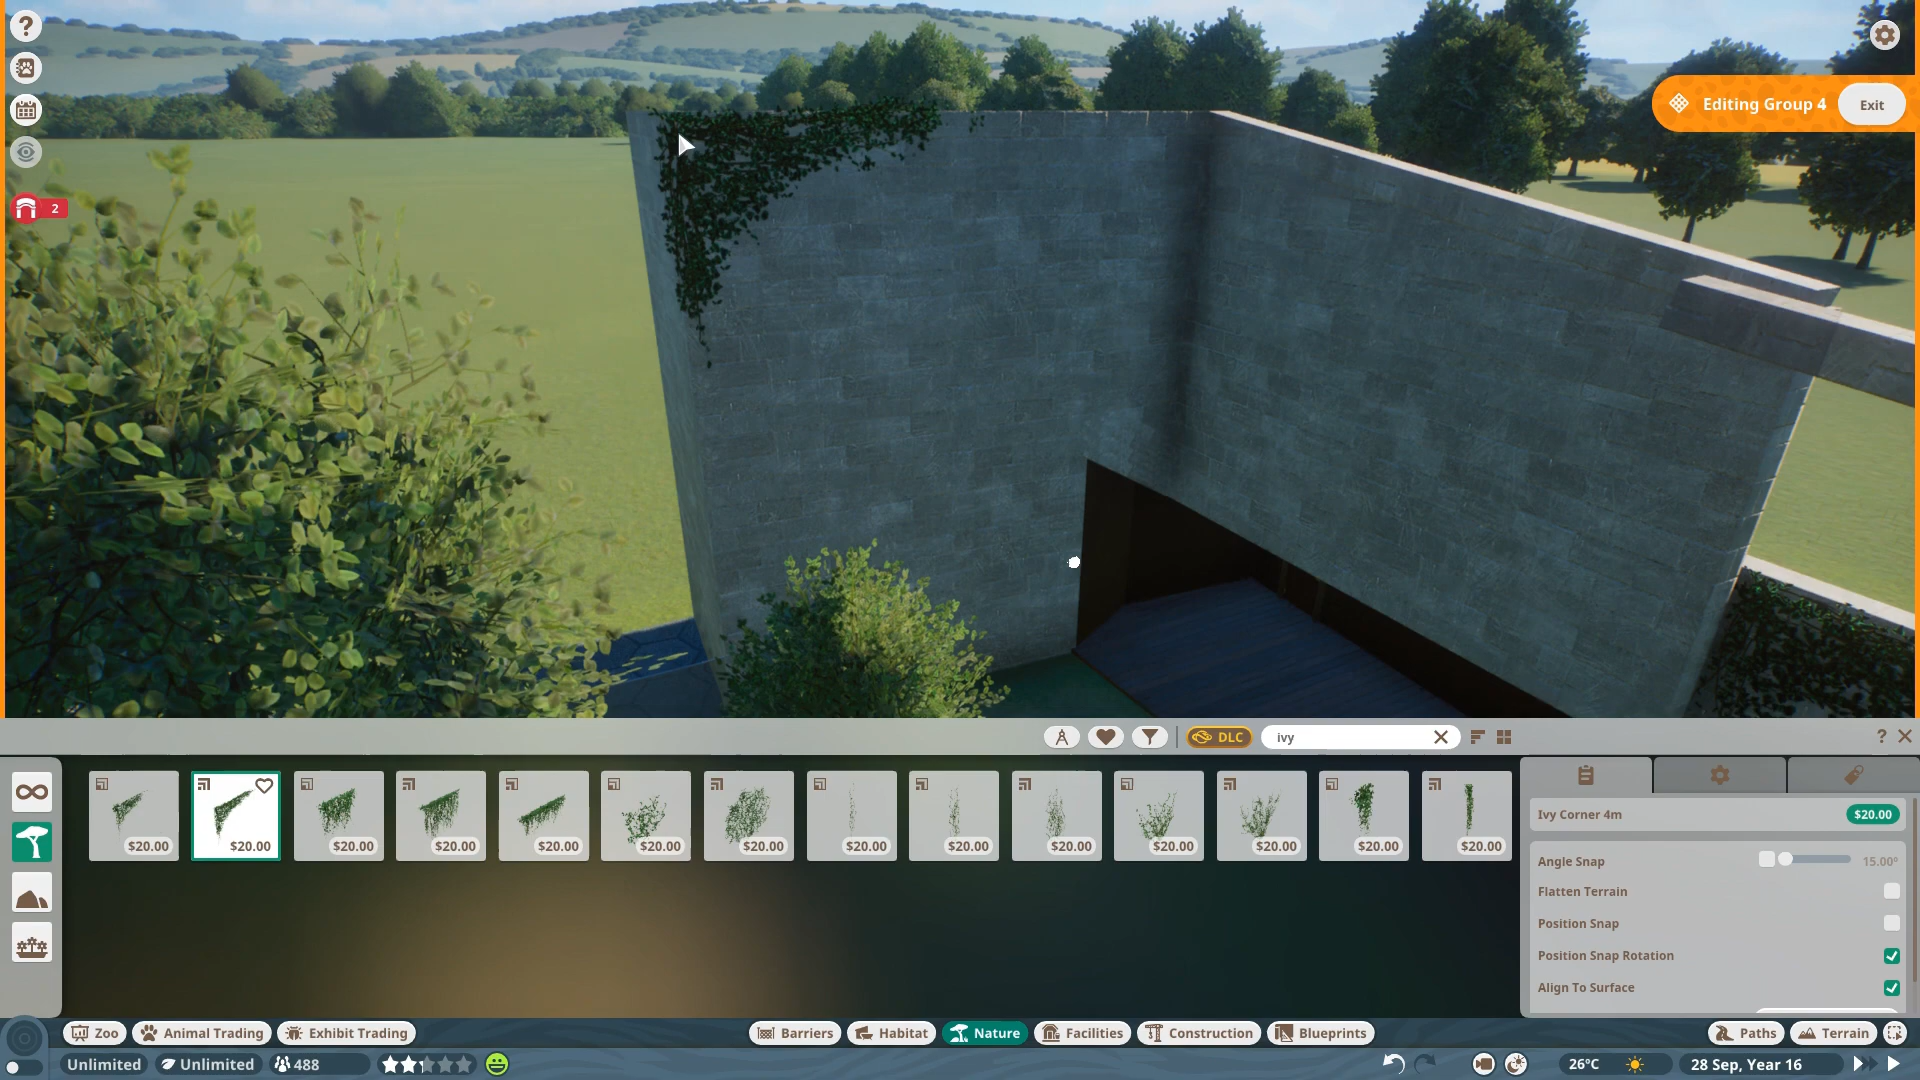 ?
Editing Group 4
Exit
2
DLC
ivy
?
$20.00
$20.00
$20.00
$20.00
$20.00
$20.00
$20.00
$20.00
$20.00
$20.00
$20.00
$20.00
$20.00
$20.00
Ivy Corner 4m
$20.00
Angle Snap
15.00°
Flatten Terrain
Position Snap
Position Snap Rotation
Align To Surface
Zoo
Animal Trading
Exhibit Trading
Barriers
Habitat
Nature
Facilities
Construction
Blueprints
Paths
Terrain
Unlimited
Unlimited
488
26°C
28 Sep, Year 16